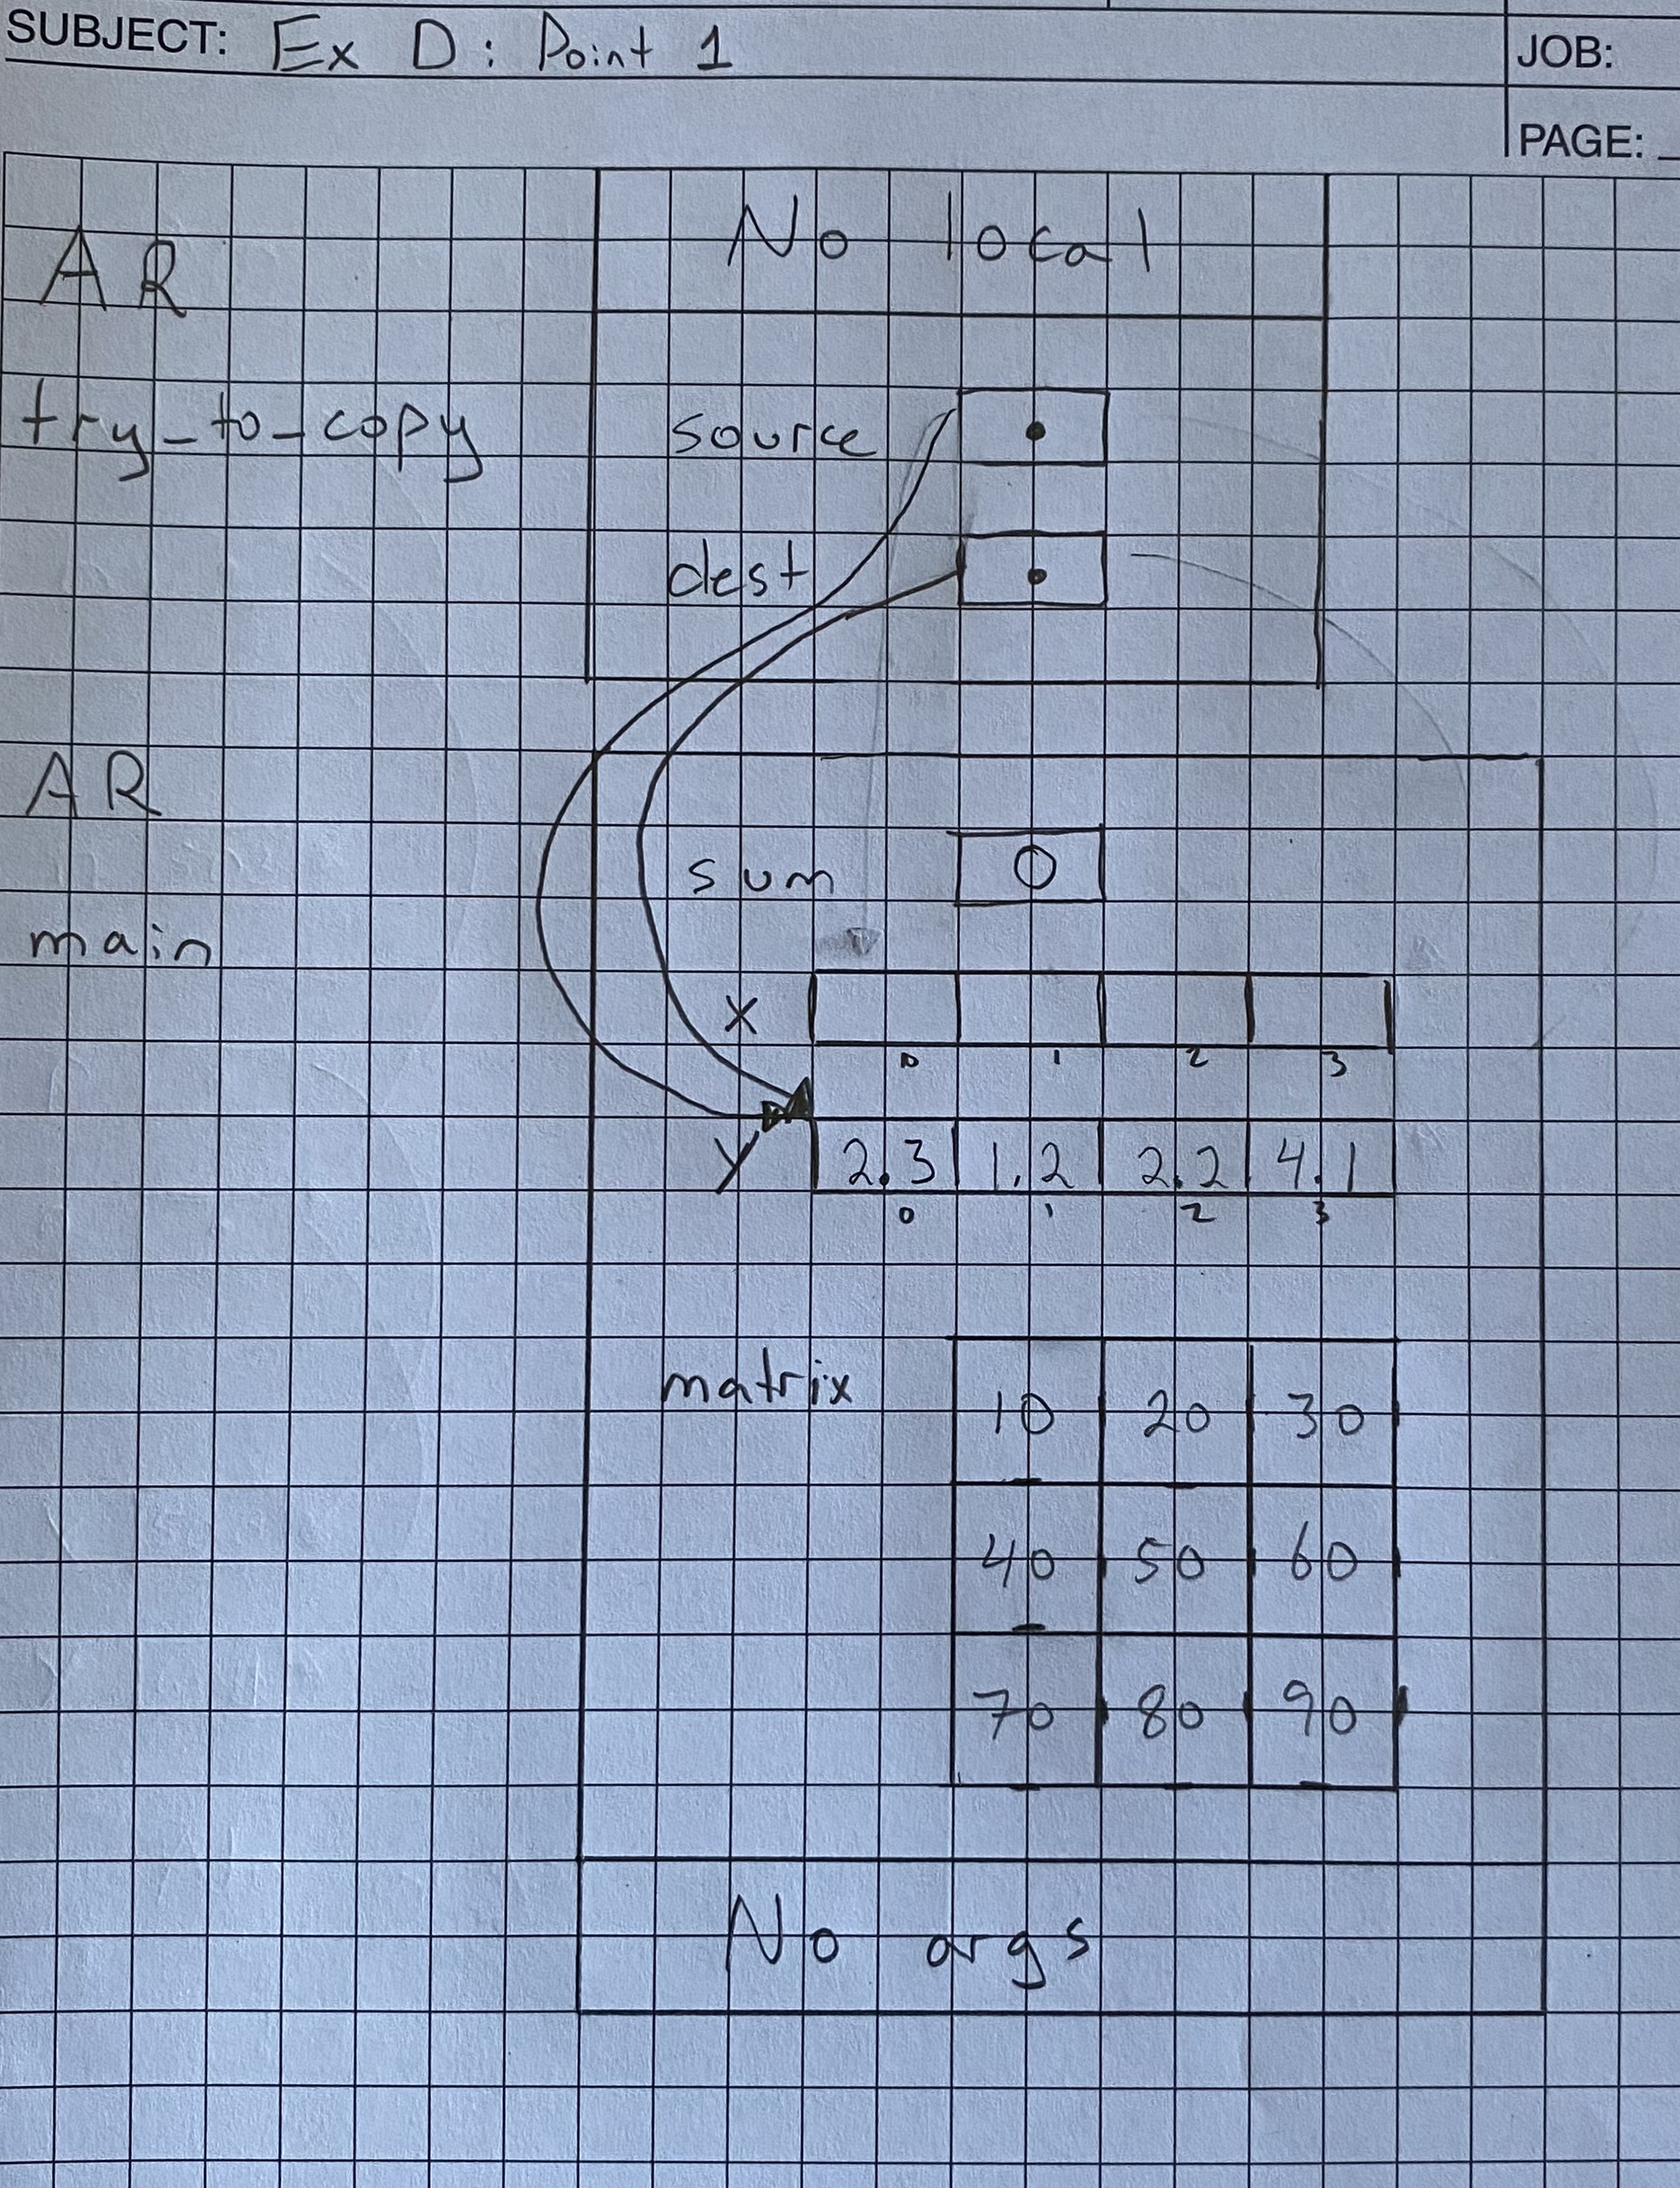 SUBJECT: Ex D: Point 1
JOB:
PAGE:
No local
AR
try_to_copy
source
dest
AR
sum 0
main
x
0 1 2 3
y 2.3 1.2 2.2 4.1
0 1 2 3
matrix 10 20 30
40 50 60
70 80 90
No args